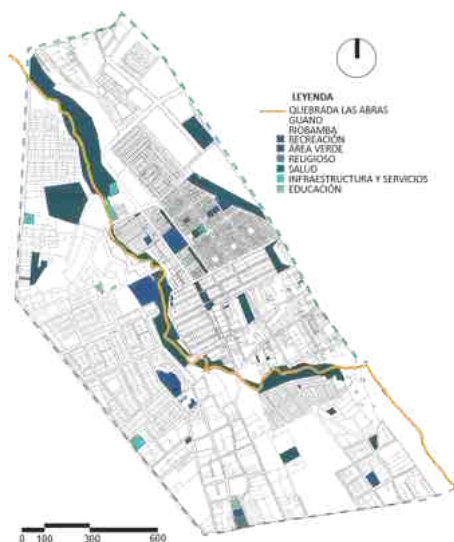 LEYENDA
QUEBRADA LAS ABRAS
GUANO
RIOBAMBA
RECREACIÓN
ÁREA VERDE
RELIGIOSO
SALUD
INFRAESTRUCTURA Y SERVICIOS
EDUCACIÓN
0 100 300 600